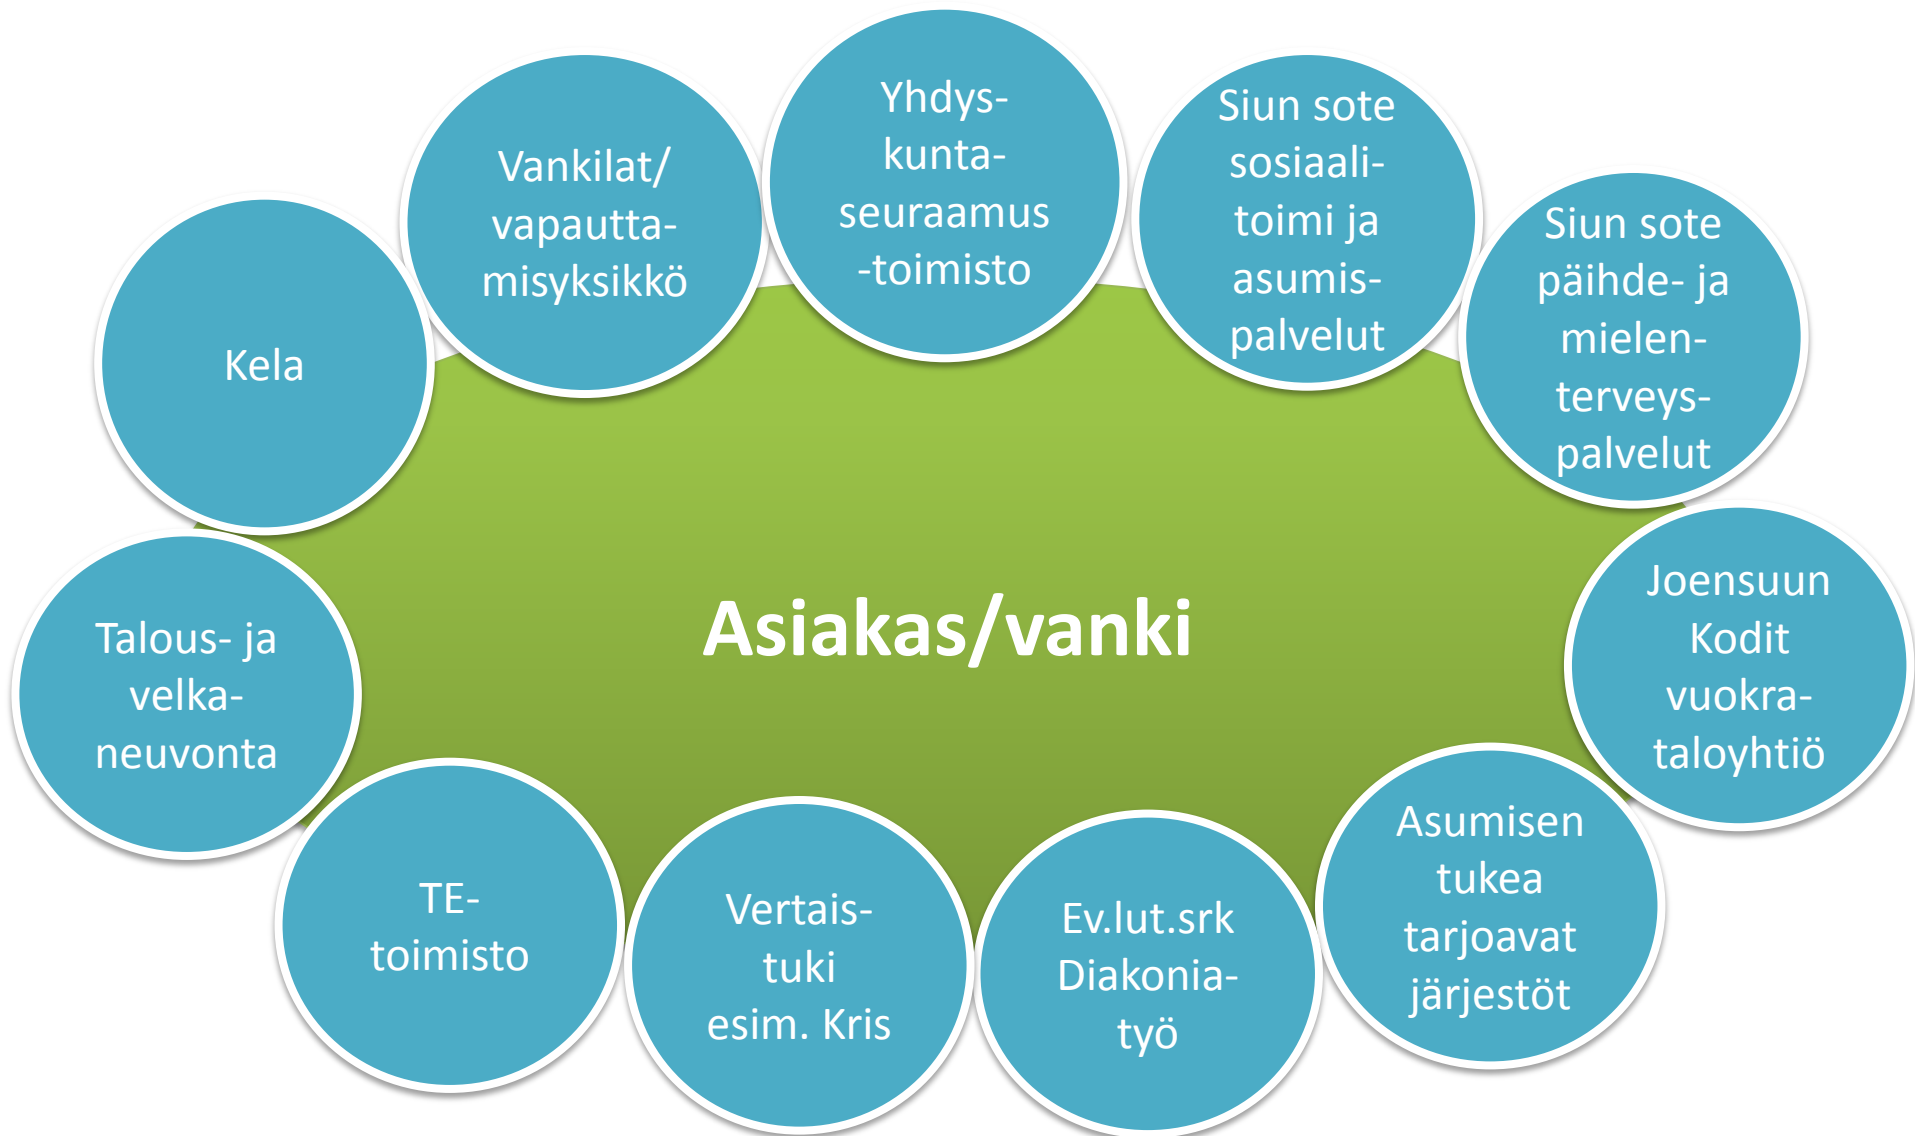 Yhdys-
kunta-
seuraamus
-toimisto
Siun sote
sosiaali-
toimi ja
asumis-
palvelut
Siun sote
päihde- ja
mielen-
terveys-
palvelut
Joensuun
Kodit
vuokra-
taloyhtiö
Asumisen
tukea
tarjoavat
järjestöt
Ev.lut.srk
Diakonia-
työ
Vertais-
tuki
esim. Kris
TE-
toimisto
Talous- ja
velka-
neuvonta
Kela
Vankilat/
vapautta-
misyksikkö
Asiakas/vanki